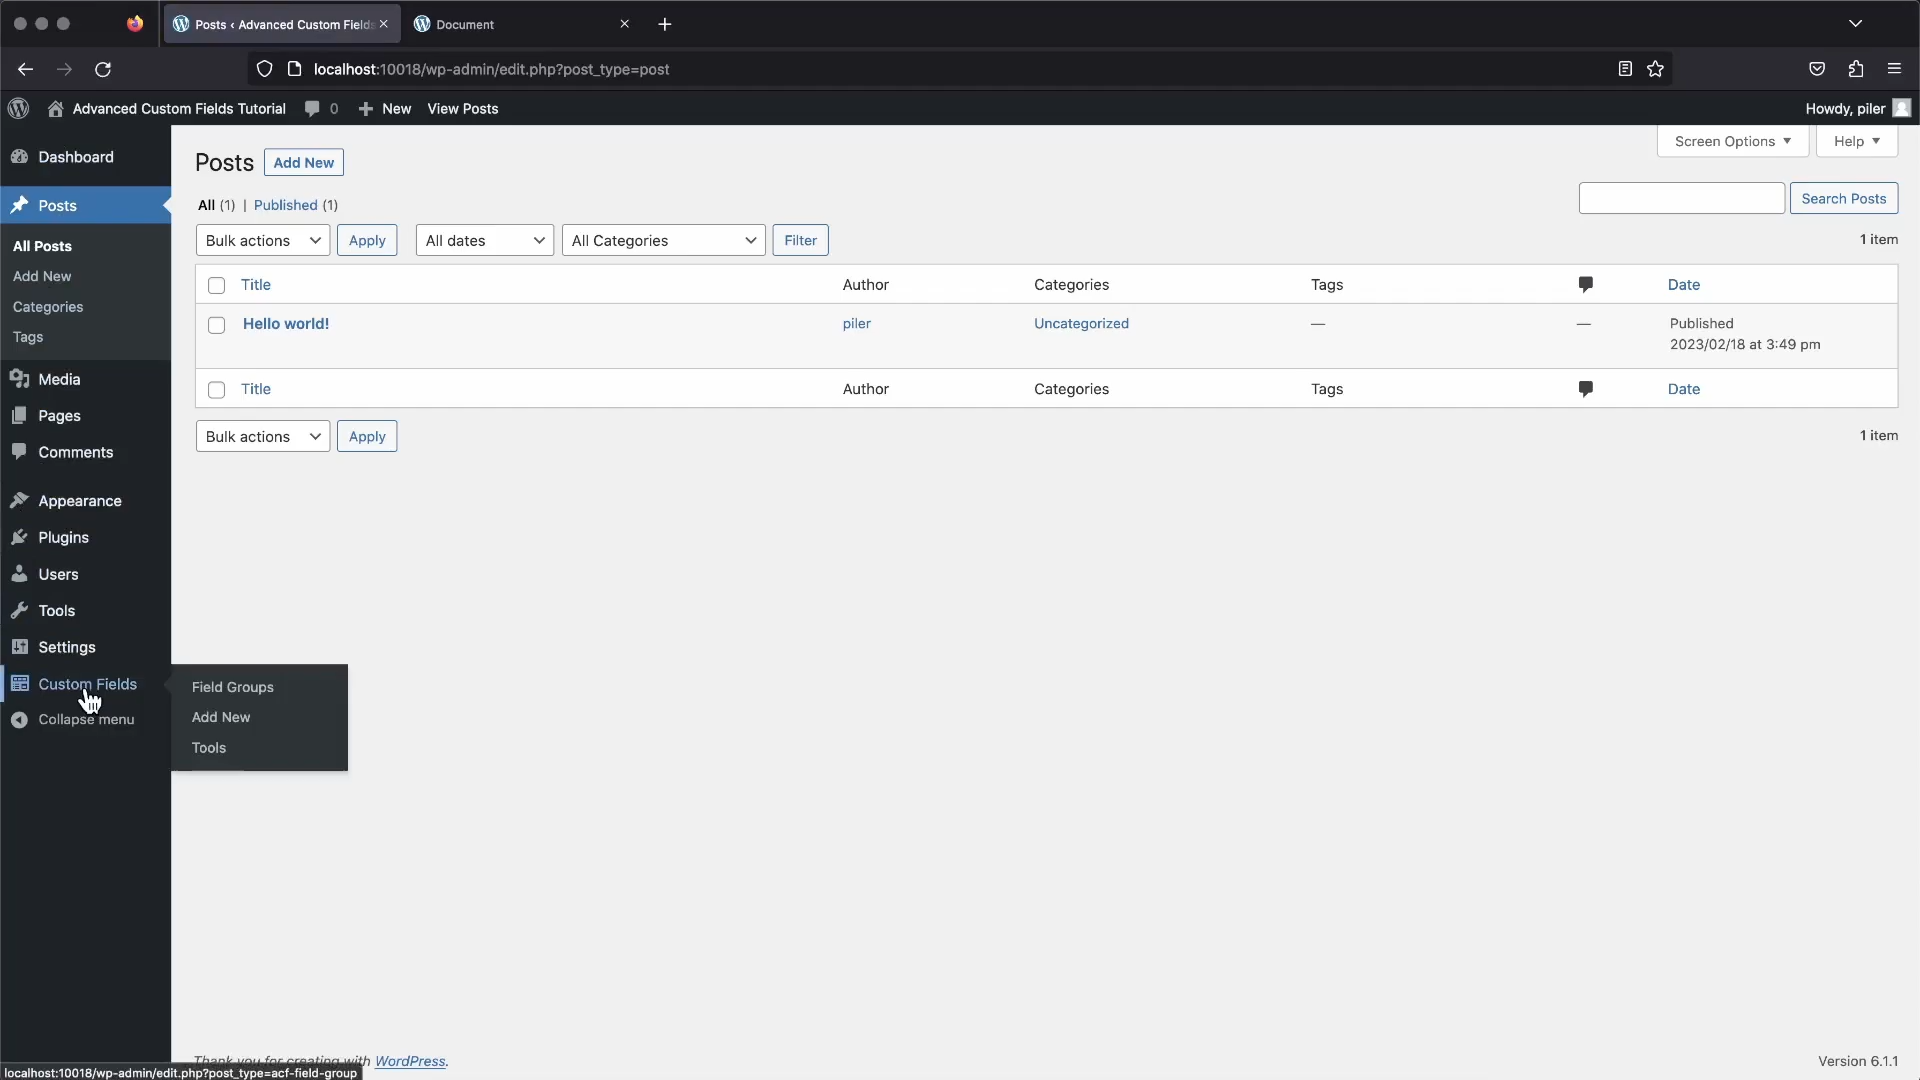 Posts ‹ Advanced Custom Fields
Document
localhost:10018/wp-admin/edit.php?post_type=post
Advanced Custom Fields Tutorial 0 New View Posts
Howdy, piler
Dashboard
Posts
All Posts
Add New
Categories
Tags
Media
Pages
Comments
Appearance
Plugins
Users
Tools
Settings
Custom Fields
Collapse menu
Field Groups
Add New
Tools
Screen Options
Help
Posts Add New
All (1) | Published (1)
Search Posts
Bulk actions Apply All dates All Categories Filter
1 item
Title Author Categories Tags Date
Hello world! piler Uncategorized — — Published
2023/02/18 at 3:49 pm
Title Author Categories Tags Date
Bulk actions Apply
1 item
Thank you for creating with WordPress.
Version 6.1.1
localhost:10018/wp-admin/edit.php?post_type=acf-field-group